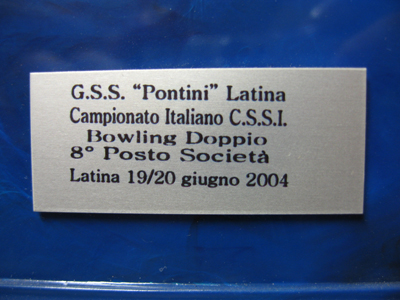 G.S.S. "Pontini" Latina
Campionato Italiano C.S.S.I.
Bowling Doppio
8° Posto Società
Latina 19/20 giugno 2004